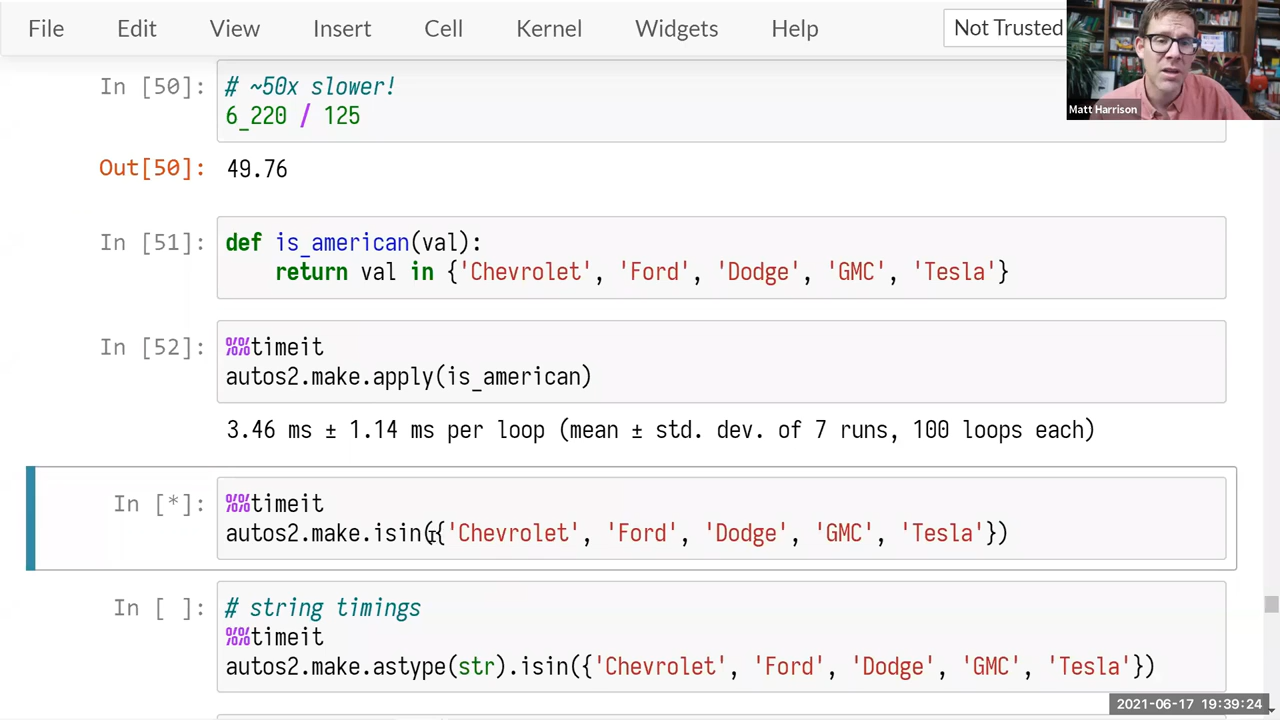 File Edit View Insert Cell Kernel Widgets Help Not Trusted
Matt Harrison
In [50]: # ~50x slower!
6_220 / 125
Out[50]: 49.76
In [51]: def is_american(val):
return val in {'Chevrolet', 'Ford', 'Dodge', 'GMC', 'Tesla'}
In [52]: %%timeit
autos2.make.apply(is_american)
3.46 ms ± 1.14 ms per loop (mean ± std. dev. of 7 runs, 100 loops each)
In [*]: %%timeit
autos2.make.isin({'Chevrolet', 'Ford', 'Dodge', 'GMC', 'Tesla'})
In [ ]: # string timings
%%timeit
autos2.make.astype(str).isin({'Chevrolet', 'Ford', 'Dodge', 'GMC', 'Tesla'})
2021-06-17 19:39:24